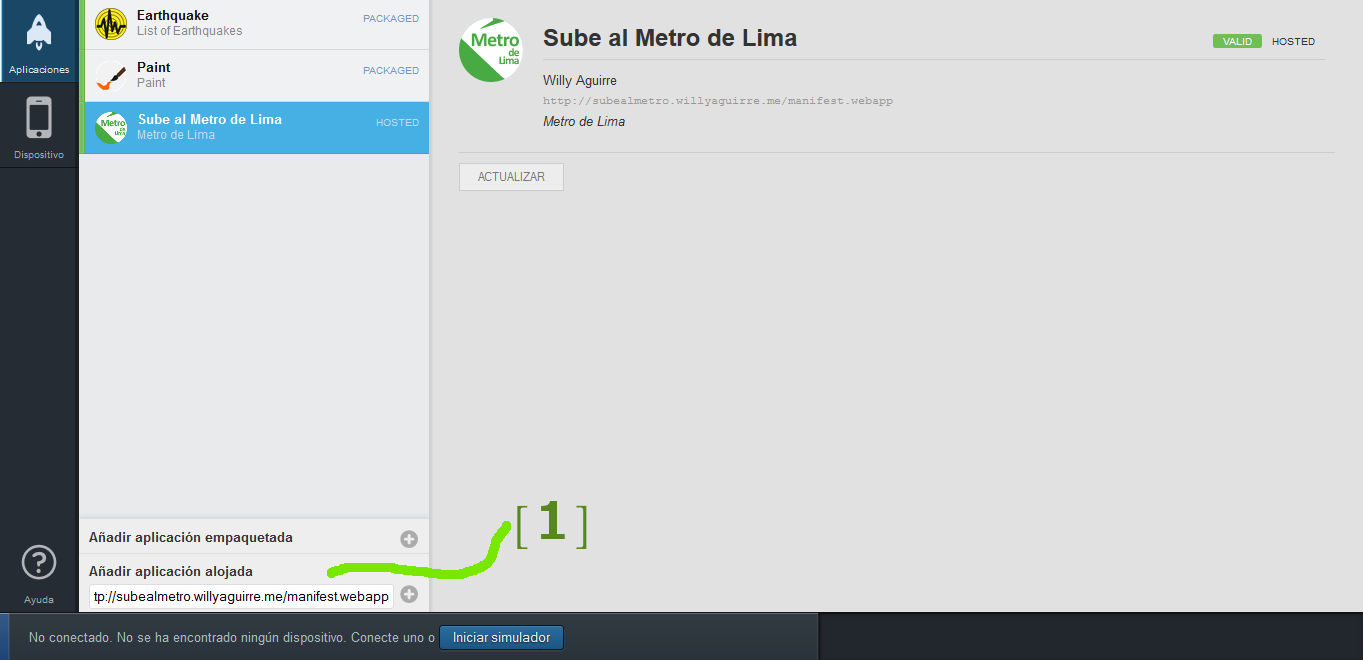 Aplicaciones
Dispositivo
Ayuda
Earthquake
PACKAGED
List of Earthquakes
Paint
PACKAGED
Paint
Metro de Lima
Sube al Metro de Lima
HOSTED
Metro de Lima
Añadir aplicación empaquetada
Añadir aplicación alojada
tp://subealmetro.willyaguirre.me/manifest.webapp
Metro
de
Lima
Sube al Metro de Lima
VALID
HOSTED
Willy Aguirre
http://subealmetro.willyaguirre.me/manifest.webapp
Metro de Lima
ACTUALIZAR
[ 1 ]
No conectado. No se ha encontrado ningún dispositivo. Conecte uno o
Iniciar simulador